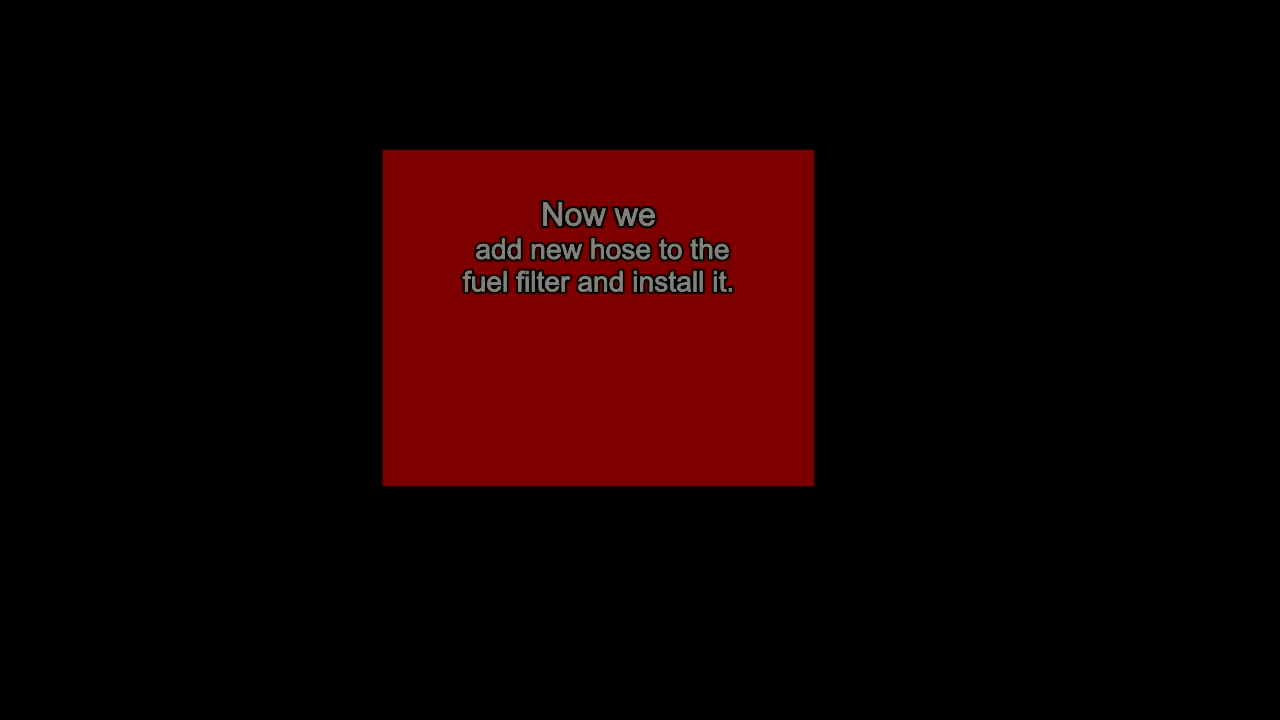 Now we
add new hose to the
fuel filter and install it.